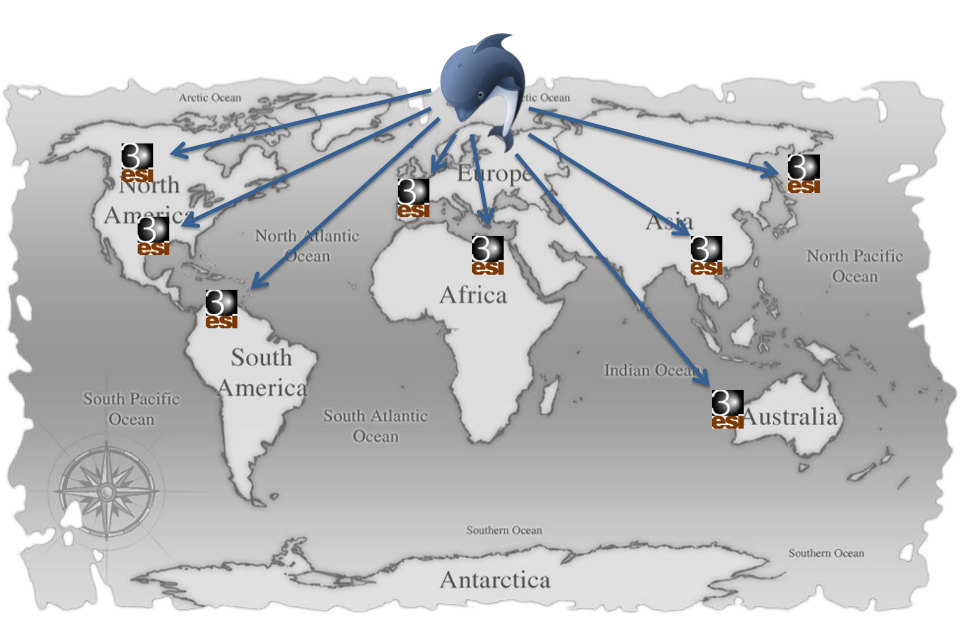 Arctic Ocean
ctic Ocean
3
esi
North
America
3
esi
Europe
3
esi
3
esi
Asia
3
esi
3
esi
North Atlantic
Ocean
North Pacific
Ocean
Africa
3
esi
South
America
Indian Ocean
South Pacific
Ocean
South Atlantic
Ocean
3
esi
Australia
Southern Ocean
Southern Ocean
Antarctica